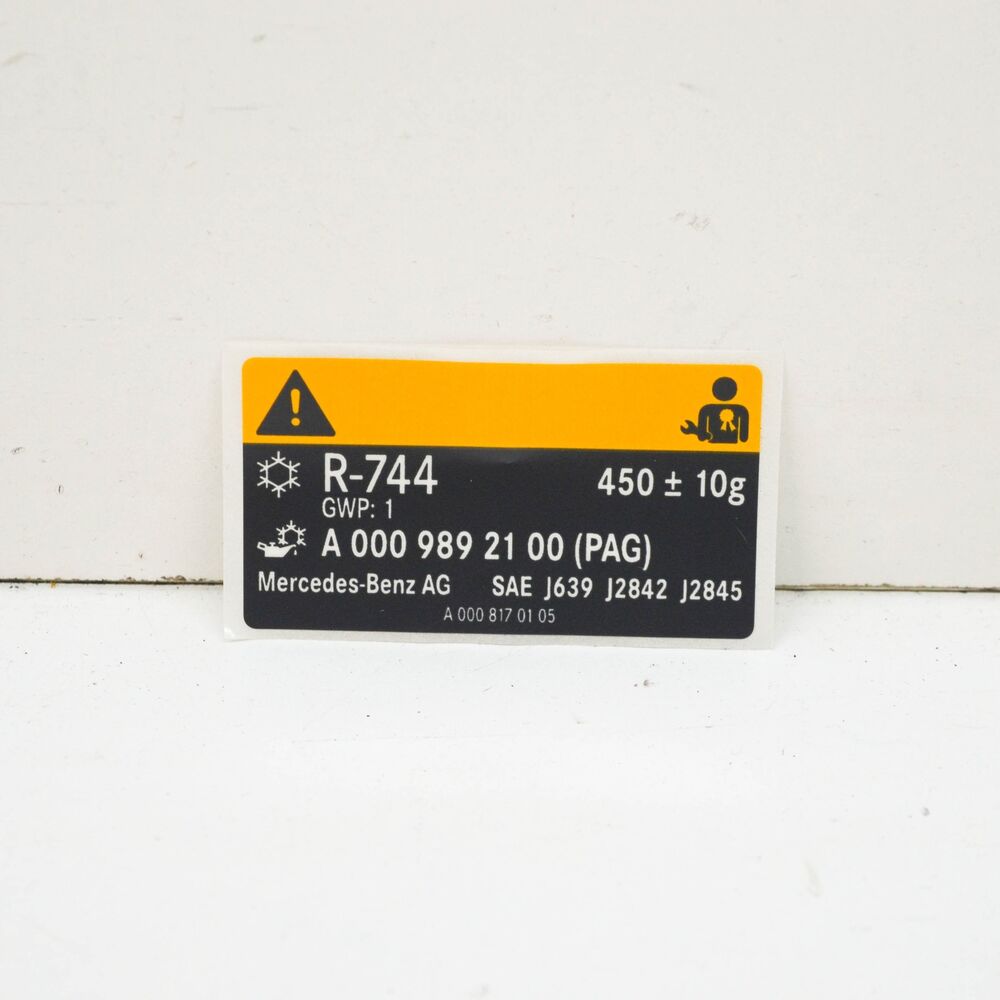 R-744 450 ± 10g
GWP: 1
A 000 989 21 00 (PAG)
Mercedes-Benz AG SAE J639 J2842 J2845
A 000 817 01 05